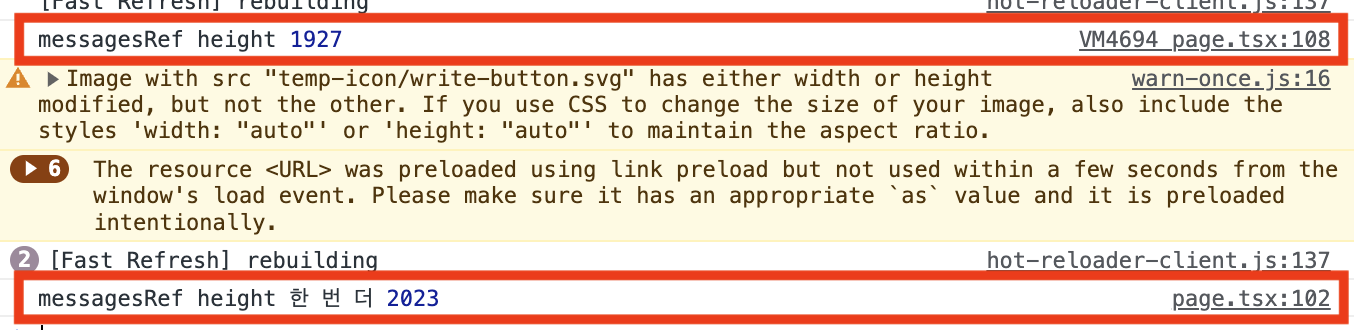 [Fast Refresh] rebuilding hot-reloader-client.js:137
messagesRef height 1927 VM4694 page.tsx:108
Image with src "temp-icon/write-button.svg" has either width or height warn-once.js:16
modified, but not the other. If you use CSS to change the size of your image, also include the
styles 'width: "auto"' or 'height: "auto"' to maintain the aspect ratio.
6 The resource <URL> was preloaded using link preload but not used within a few seconds from the
window's load event. Please make sure it has an appropriate `as` value and it is preloaded
intentionally.
2 [Fast Refresh] rebuilding hot-reloader-client.js:137
messagesRef height 한 번 더 2023 page.tsx:102